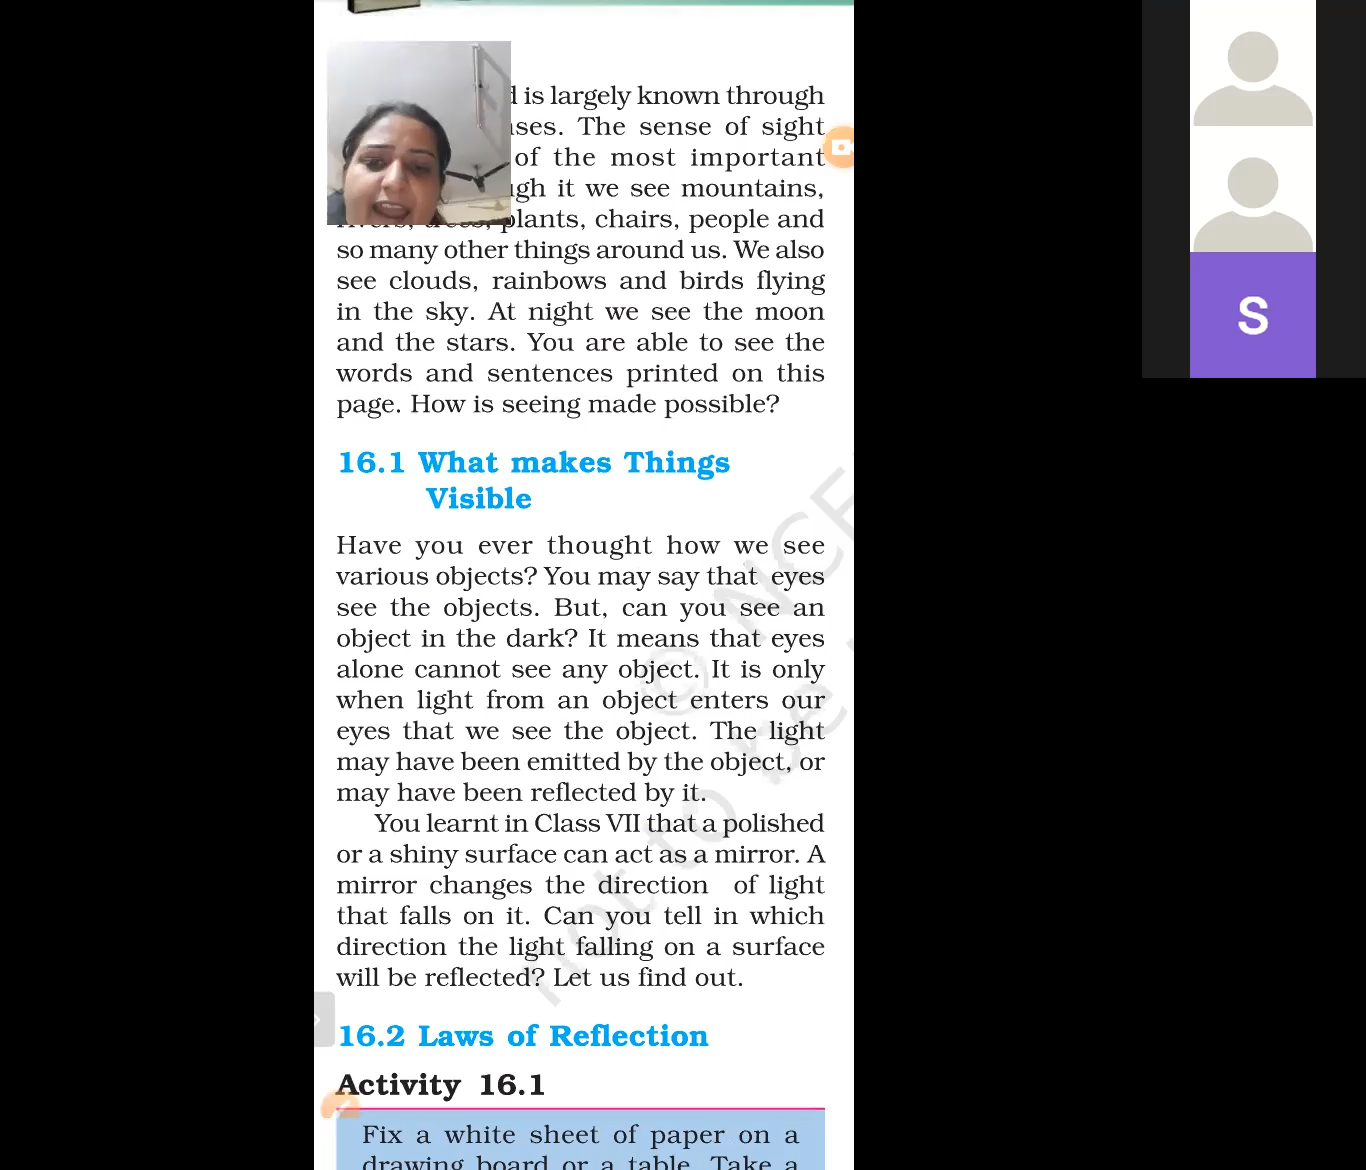 d is largely known through
ses. The sense of sight
of the most important
gh it we see mountains,
plants, chairs, people and
so many other things around us. We also
see clouds, rainbows and birds flying
in the sky. At night we see the moon
and the stars. You are able to see the
words and sentences printed on this
page. How is seeing made possible?
16.1 What makes Things
Visible
Have you ever thought how we see
various objects? You may say that eyes
see the objects. But, can you see an
object in the dark? It means that eyes
alone cannot see any object. It is only
when light from an object enters our
eyes that we see the object. The light
may have been emitted by the object, or
may have been reflected by it.
You learnt in Class VII that a polished
or a shiny surface can act as a mirror. A
mirror changes the direction of light
that falls on it. Can you tell in which
direction the light falling on a surface
will be reflected? Let us find out.
16.2 Laws of Reflection
Activity 16.1
Fix a white sheet of paper on a
drawing board or a table. Take a
© NCE
not to be
S